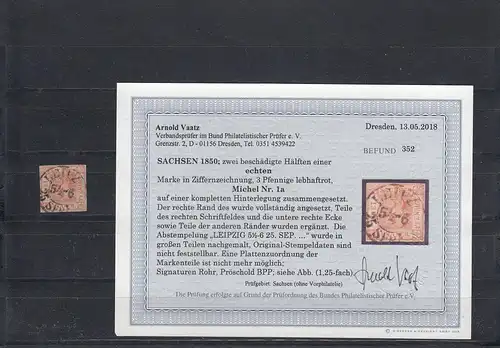 Arnold Vaatz
Verbandsprüfer im Bund Philatelistischer Prüfer e. V.
Grenzstr. 2, D - 01156 Dresden, Tel. 0351 4539422
Dresden, 13.05.2018
BEFUND 352
SACHSEN 1850; zwei beschädigte Hälften einer
echten
Marke in Ziffernzeichnung, 3 Pfennige lebhaftrot.
Michel Nr. 1a
auf einer kompletten Hinterlegung zusammengesetzt.
Der rechte Rand des wurde vollständig angesetzt, Teile des
rechten Schriftfeldes und die untere rechte Ecke
sowie Teile der anderen Ränder wurden ergänzt. Die
Abstempelung „LEIPZIG 5¼-6 25. SEP. ..." wurde in
großen Teilen nachgemalt, Original-Stempeldaten sind
nicht feststellbar. Eine Plattenzuordnung der
Markenteile ist nicht mehr möglich:
Signaturen Rohr, Pröschold BPP; siehe Abb. (1,25-fach)
Prüfgebiet: Sachsen (ohne Vorphilatelie)
Die Prüfung erfolgte auf Grund der Prüfordnung des Bundes Philatelistischer Prüfer e. V.